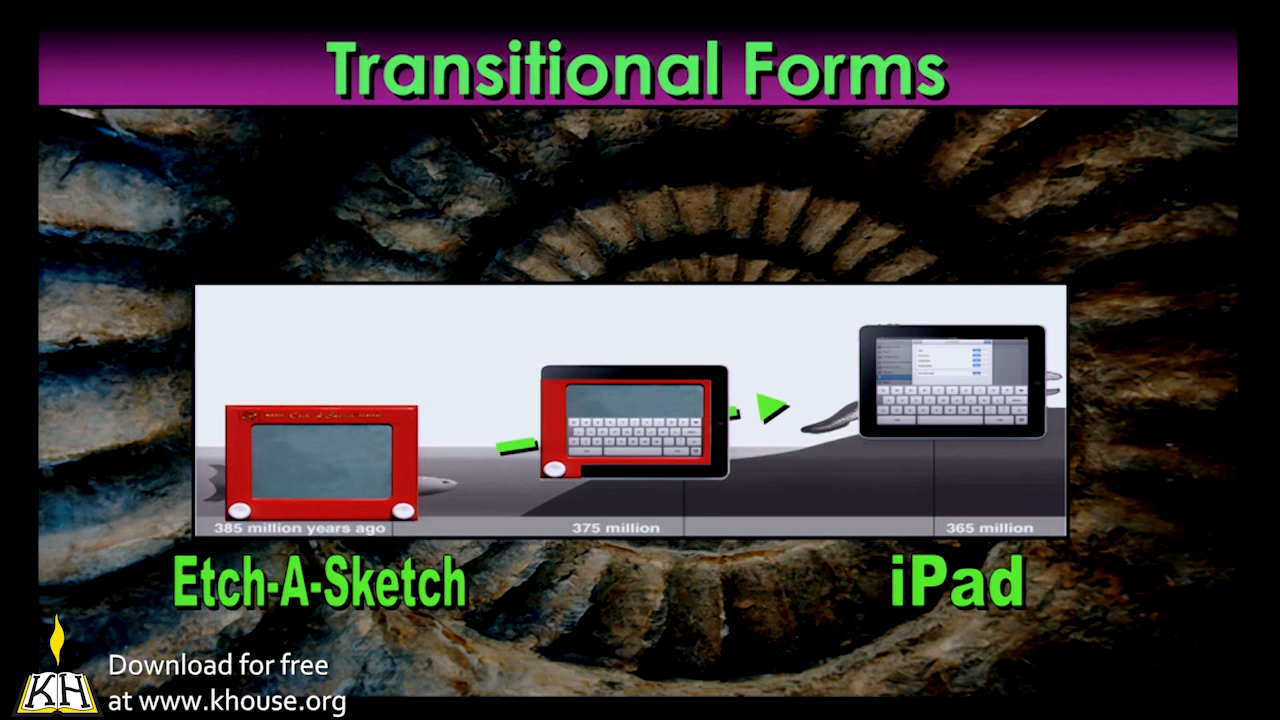 Transitional Forms
385 million years ago
375 million
365 million
Etch-A-Sketch
iPad
KH
Download for free
at www.khouse.org